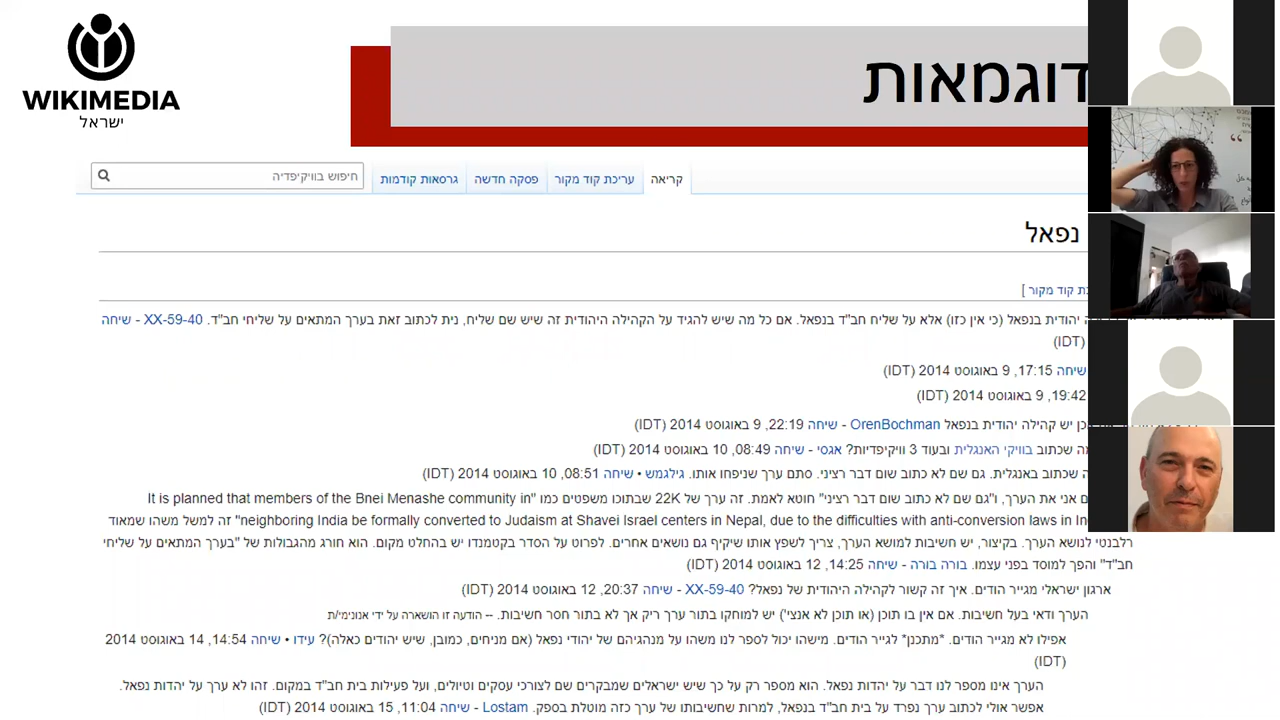 WIKIMEDIA
ישראל
דוגמאות
קריאה
עריכת קוד מקור
פסקה חדשה
גרסאות קודמות
חיפוש בוויקיפדיה
נפאל
קוד מקור ]
יהודית בנפאל (כי אין כזו) אלא על שליח חב"ד בנפאל. אם כל מה שיש להגיד על הקהילה היהודית זה שיש שם שליח, נית לכתוב זאת בערך המתאים על שליחי חב"ד. XX-59-40 - שיחה
(IDT)
שיחה 17:15, 9 באוגוסט 2014 (IDT)
19:42, 9 באוגוסט 2014 (IDT)
יש קהילה יהודית בנפאל OrenBochman - שיחה 22:19, 9 באוגוסט 2014 (IDT)
שכתוב בוויקי האנגלית ובעוד 3 וויקיפדיות? אגסי - שיחה 08:49, 10 באוגוסט 2014 (IDT)
שכתוב באנגלית. גם שם לא כתוב שום דבר רציני. סתם ערך שניפחו אותו. גילגמש • שיחה 08:51, 10 באוגוסט 2014 (IDT)
אני את הערך, ו"גם שם לא כתוב שום דבר רציני" חוטא לאמת. זה ערך של 22K שבתוכו משפטים כמו "It is planned that members of the Bnei Menashe community in
neighboring India be formally converted to Judaism at Shavei Israel centers in Nepal, due to the difficulties with anti-conversion laws in" זה למשל משהו שמאוד
רלבנטי לנושא הערך. בקיצור, יש חשיבות למושא הערך, צריך לשפץ אותו שיקיף גם נושאים אחרים. לפרוט על הסדר בקטמנדו יש בהחלט מקום. הוא חורג מהגבולות של "בערך המתאים על שליחי
חב"ד" והפך למוסד בפני עצמו. בורה בורה - שיחה 14:25, 12 באוגוסט 2014 (IDT)
ארגון ישראלי מגייר הודים. איך זה קשור לקהילה היהודית של נפאל? XX-59-40 - שיחה 20:37, 12 באוגוסט 2014 (IDT)
הערך ודאי בעל חשיבות. אם אין בו תוכן (או תוכן לא אנצי') יש למוחקו בתור ערך ריק אך לא בתור חסר חשיבות. -- הודעה זו הושארה על ידי אנונימי/ת
אפילו לא מגייר הודים. *מתכנן* לגייר הודים. מישהו יכול לספר לנו משהו על מנהגיהם של יהודי נפאל (אם מניחים, כמובן, שיש יהודים כאלה)? עידו • שיחה 14:54, 14 באוגוסט 2014
(IDT)
הערך אינו מספר לנו דבר על יהדות נפאל. הוא מספר רק על כך שיש ישראלים שמבקרים שם לצורכי עסקים וטיולים, ועל פעילות בית חב"ד במקום. זהו לא ערך על יהדות נפאל.
אפשר אולי לכתוב ערך נפרד על בית חב"ד בנפאל, למרות שחשיבותו של ערך כזה מוטלת בספק. Lostam - שיחה 11:04, 15 באוגוסט 2014 (IDT)